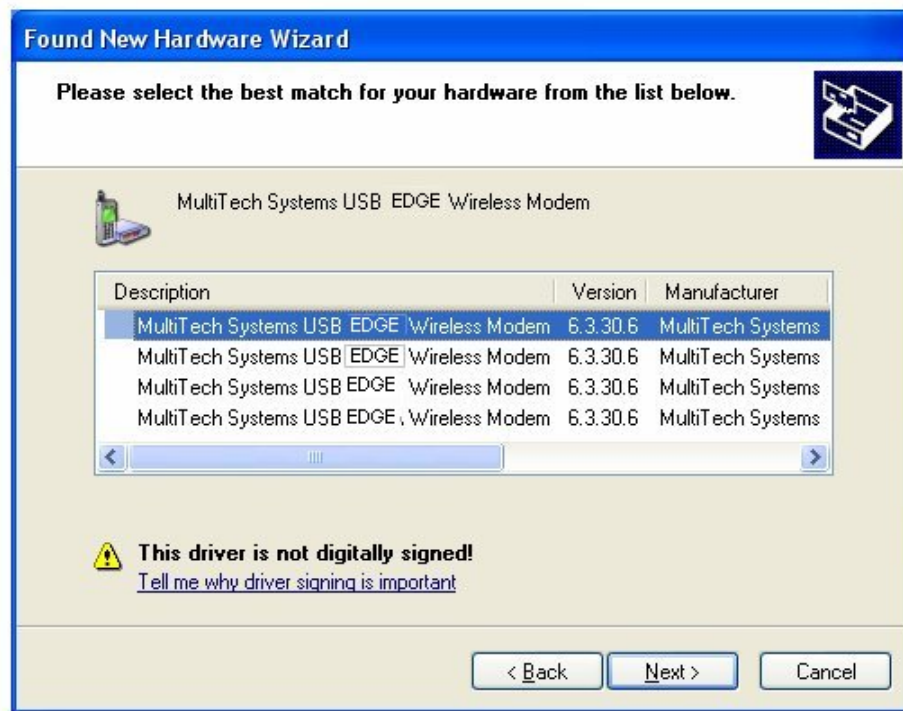 Found New Hardware Wizard
Please select the best match for your hardware from the list below.
MultiTech Systems USB EDGE Wireless Modem
Description Version Manufacturer
MultiTech Systems USB EDGE Wireless Modem 6.3.30.6 MultiTech Systems
MultiTech Systems USB EDGE Wireless Modem 6.3.30.6 MultiTech Systems
MultiTech Systems USB EDGE Wireless Modem 6.3.30.6 MultiTech Systems
MultiTech Systems USB EDGE Wireless Modem 6.3.30.6 MultiTech Systems
This driver is not digitally signed!
Tell me why driver signing is important
< Back Next > Cancel